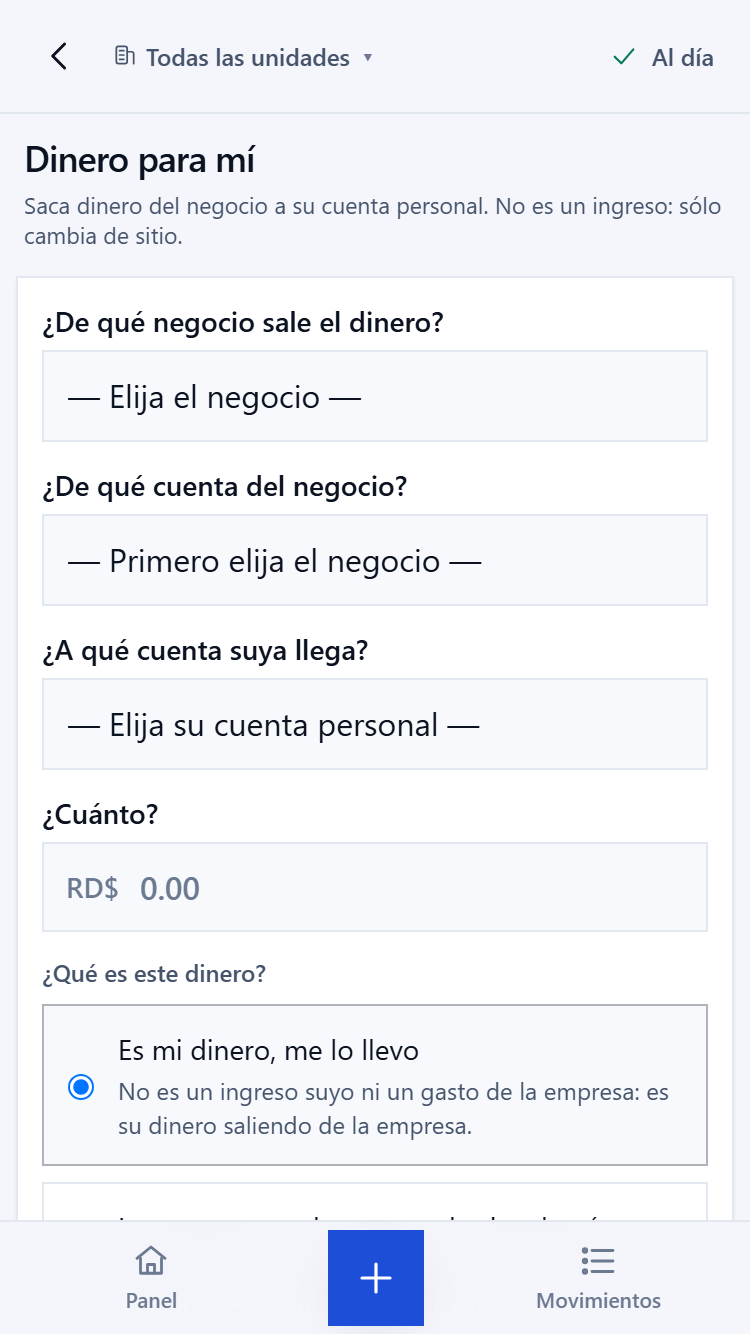 Todas las unidades ▾
Al día
Dinero para mí
Saca dinero del negocio a su cuenta personal. No es un ingreso: sólo
cambia de sitio.
¿De qué negocio sale el dinero?
— Elija el negocio —
¿De qué cuenta del negocio?
— Primero elija el negocio —
¿A qué cuenta suya llega?
— Elija su cuenta personal —
¿Cuánto?
RD$ 0.00
¿Qué es este dinero?
Es mi dinero, me lo llevo
No es un ingreso suyo ni un gasto de la empresa: es
su dinero saliendo de la empresa.
Panel
Movimientos